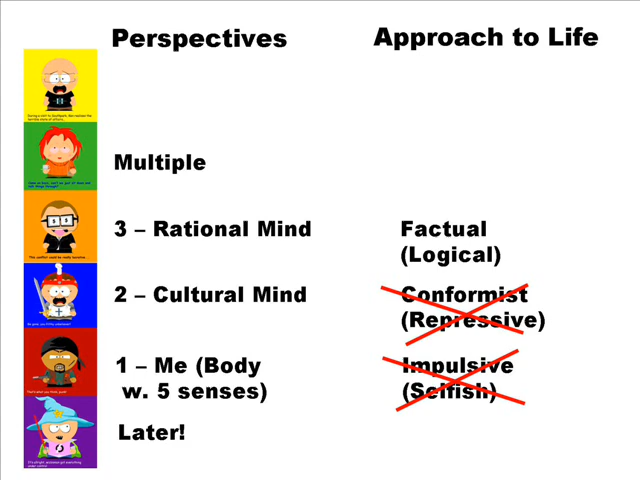 Perspectives
Approach to Life
Multiple
3 – Rational Mind
Factual
(Logical)
2 – Cultural Mind
Conformist
(Repressive)
1 – Me (Body
w. 5 senses)
Impulsive
(Selfish)
Later!